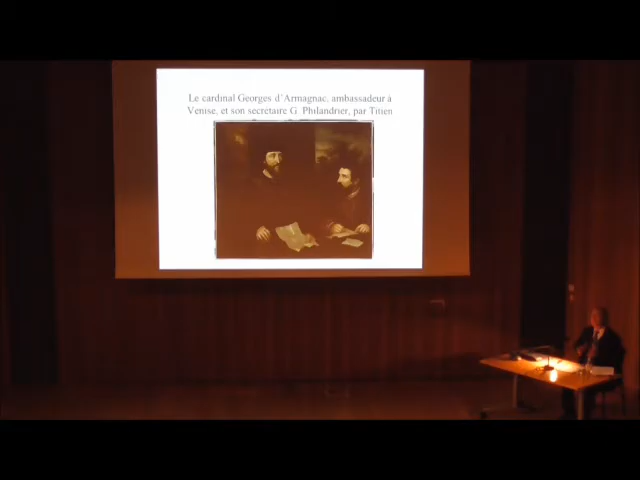 Le cardinal Georges d'Armagnac, ambassadeur à
Venise, et son secrétaire G. Philandrier, par Titien